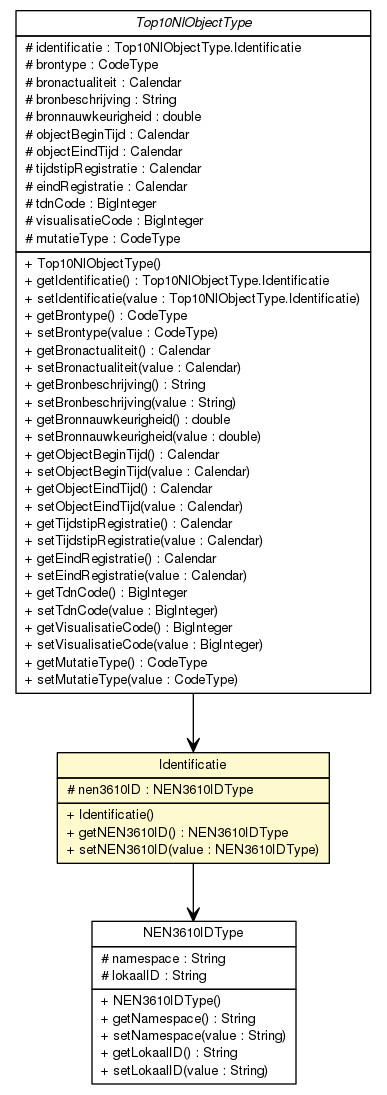 Top10NlObjectType
# identificatie : Top10NlObjectType.Identificatie
# brontype : CodeType
# bronactualiteit : Calendar
# bronbeschrijving : String
# bronnauwkeurigheid : double
# objectBeginTijd : Calendar
# objectEindTijd : Calendar
# tijdstipRegistratie : Calendar
# eindRegistratie : Calendar
# tdnCode : BigInteger
# visualisatieCode : BigInteger
# mutatieType : CodeType
+ Top10NlObjectType()
+ getIdentificatie() : Top10NlObjectType.Identificatie
+ setIdentificatie(value : Top10NlObjectType.Identificatie)
+ getBrontype() : CodeType
+ setBrontype(value : CodeType)
+ getBronactualiteit() : Calendar
+ setBronactualiteit(value : Calendar)
+ getBronbeschrijving() : String
+ setBronbeschrijving(value : String)
+ getBronnauwkeurigheid() : double
+ setBronnauwkeurigheid(value : double)
+ getObjectBeginTijd() : Calendar
+ setObjectBeginTijd(value : Calendar)
+ getObjectEindTijd() : Calendar
+ setObjectEindTijd(value : Calendar)
+ getTijdstipRegistratie() : Calendar
+ setTijdstipRegistratie(value : Calendar)
+ getEindRegistratie() : Calendar
+ setEindRegistratie(value : Calendar)
+ getTdnCode() : BigInteger
+ setTdnCode(value : BigInteger)
+ getVisualisatieCode() : BigInteger
+ setVisualisatieCode(value : BigInteger)
+ getMutatieType() : CodeType
+ setMutatieType(value : CodeType)
Identificatie
# nen3610ID : NEN3610IDType
+ Identificatie()
+ getNEN3610ID() : NEN3610IDType
+ setNEN3610ID(value : NEN3610IDType)
NEN3610IDType
# namespace : String
# lokaalID : String
+ NEN3610IDType()
+ getNamespace() : String
+ setNamespace(value : String)
+ getLokaalID() : String
+ setLokaalID(value : String)